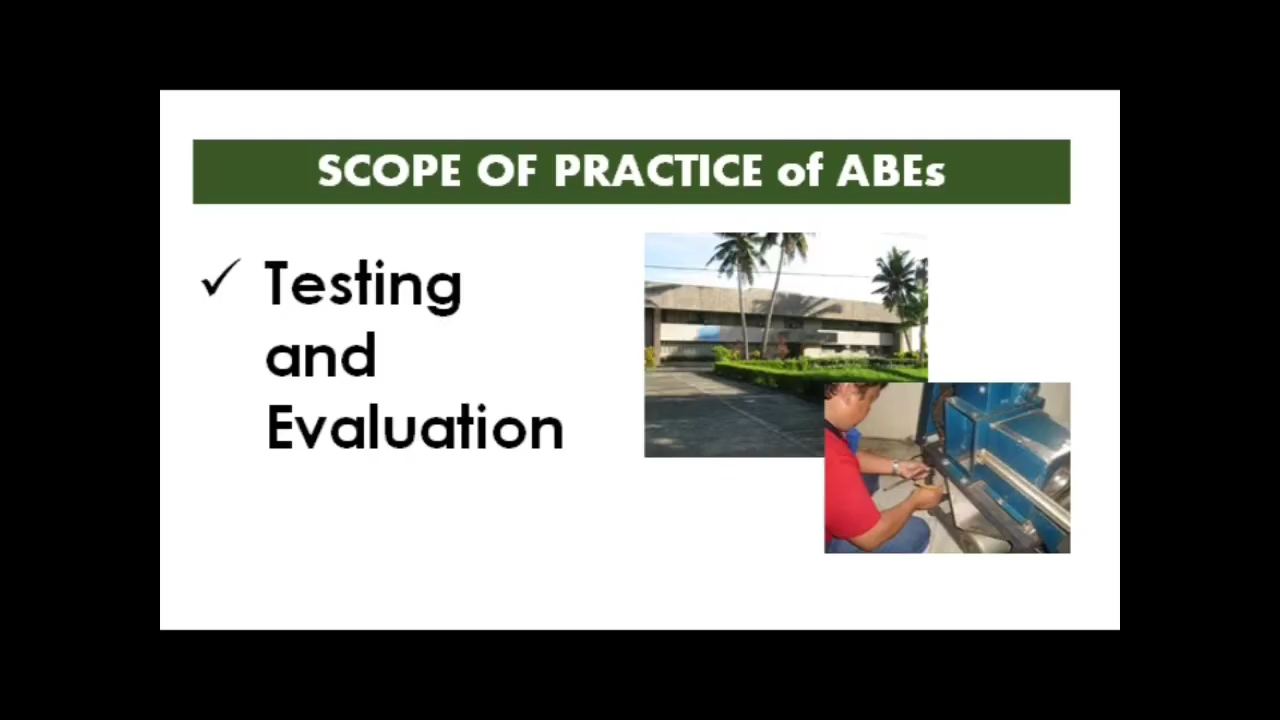 SCOPE OF PRACTICE of ABEs
✓ Testing
and
Evaluation